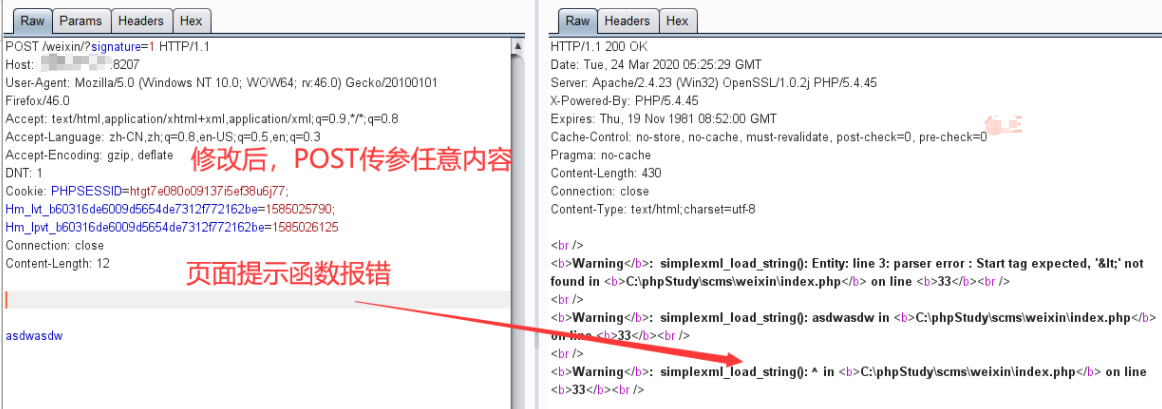 Raw Params Headers Hex
POST /weixin/?signature=1 HTTP/1.1
Host: :8207
User-Agent: Mozilla/5.0 (Windows NT 10.0; WOW64; rv:46.0) Gecko/20100101
Firefox/46.0
Accept: text/html,application/xhtml+xml,application/xml;q=0.9,*/*;q=0.8
Accept-Language: zh-CN,zh;q=0.8,en-US;q=0.5,en;q=0.3
Accept-Encoding: gzip, deflate
修改后，POST传参任意内容
DNT: 1
Cookie: PHPSESSID=htgt7e080o09137i5ef38u6j77;
Hm_lvt_b60316de6009d5654de7312f772162be=1585025790;
Hm_lpvt_b60316de6009d5654de7312f772162be=1585026125
Connection: close
Content-Length: 12
页面提示函数报错
asdwasdw
Raw Headers Hex
HTTP/1.1 200 OK
Date: Tue, 24 Mar 2020 05:25:29 GMT
Server: Apache/2.4.23 (Win32) OpenSSL/1.0.2j PHP/5.4.45
X-Powered-By: PHP/5.4.45
Expires: Thu, 19 Nov 1981 08:52:00 GMT
Cache-Control: no-store, no-cache, must-revalidate, post-check=0, pre-check=0
Pragma: no-cache
Content-Length: 430
Connection: close
Content-Type: text/html;charset=utf-8
<br />
<b>Warning</b>: simplexml_load_string(): Entity: line 3: parser error : Start tag expected, '&lt;' not
found in <b>C:\phpStudy\scms\weixin\index.php</b> on line <b>33</b><br />
<br />
<b>Warning</b>: simplexml_load_string(): asdwasdw in <b>C:\phpStudy\scms\weixin\index.php</b>
on line <b>33</b><br />
<br />
<b>Warning</b>: simplexml_load_string(): ^ in <b>C:\phpStudy\scms\weixin\index.php</b> on line
<b>33</b><br />